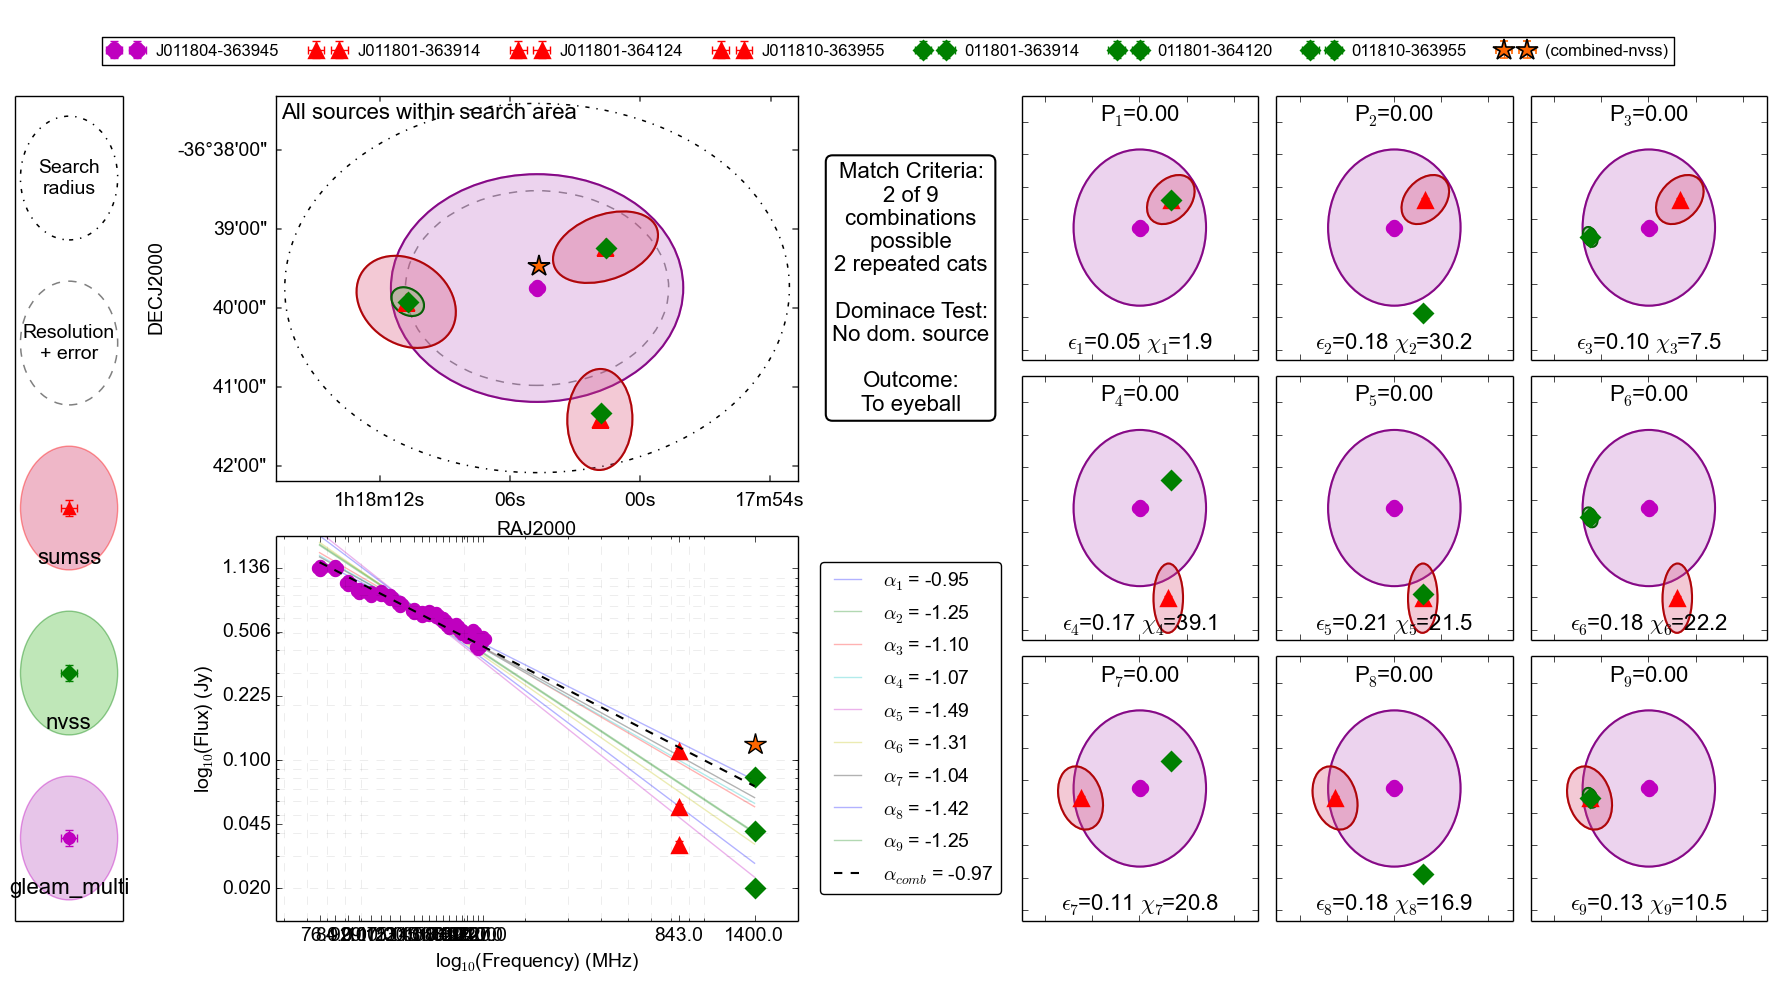 J011804-363945 J011801-363914 J011801-364124 J011810-363955 011801-363914 011801-364120 011810-363955 (combined-nvss)
Search
radius
Resolution
+ error
sumss
nvss
gleam_multi
All sources within search area
-36°38'00"
39'00"
40'00"
41'00"
42'00"
DECJ2000
1h18m12s 06s 00s 17m54s
RAJ2000
Match Criteria:
2 of 9
combinations
possible
2 repeated cats
Dominace Test:
No dom. source
Outcome:
To eyeball
1.136
0.506
0.225
0.100
0.045
0.020
log₁₀(Flux) (Jy)
843.0 1400.0
log₁₀(Frequency) (MHz)
α₁ = -0.95
α₂ = -1.25
α₃ = -1.10
α₄ = -1.07
α₅ = -1.49
α₆ = -1.31
α₇ = -1.04
α₈ = -1.42
α₉ = -1.25
α_comb = -0.97
P₁=0.00
ϵ₁=0.05 χ₁=1.9
P₂=0.00
ϵ₂=0.18 χ₂=30.2
P₃=0.00
ϵ₃=0.10 χ₃=7.5
P₄=0.00
ϵ₄=0.17 χ₄=39.1
P₅=0.00
ϵ₅=0.21 χ₅=21.5
P₆=0.00
ϵ₆=0.18 χ₆=22.2
P₇=0.00
ϵ₇=0.11 χ₇=20.8
P₈=0.00
ϵ₈=0.18 χ₈=16.9
P₉=0.00
ϵ₉=0.13 χ₉=10.5